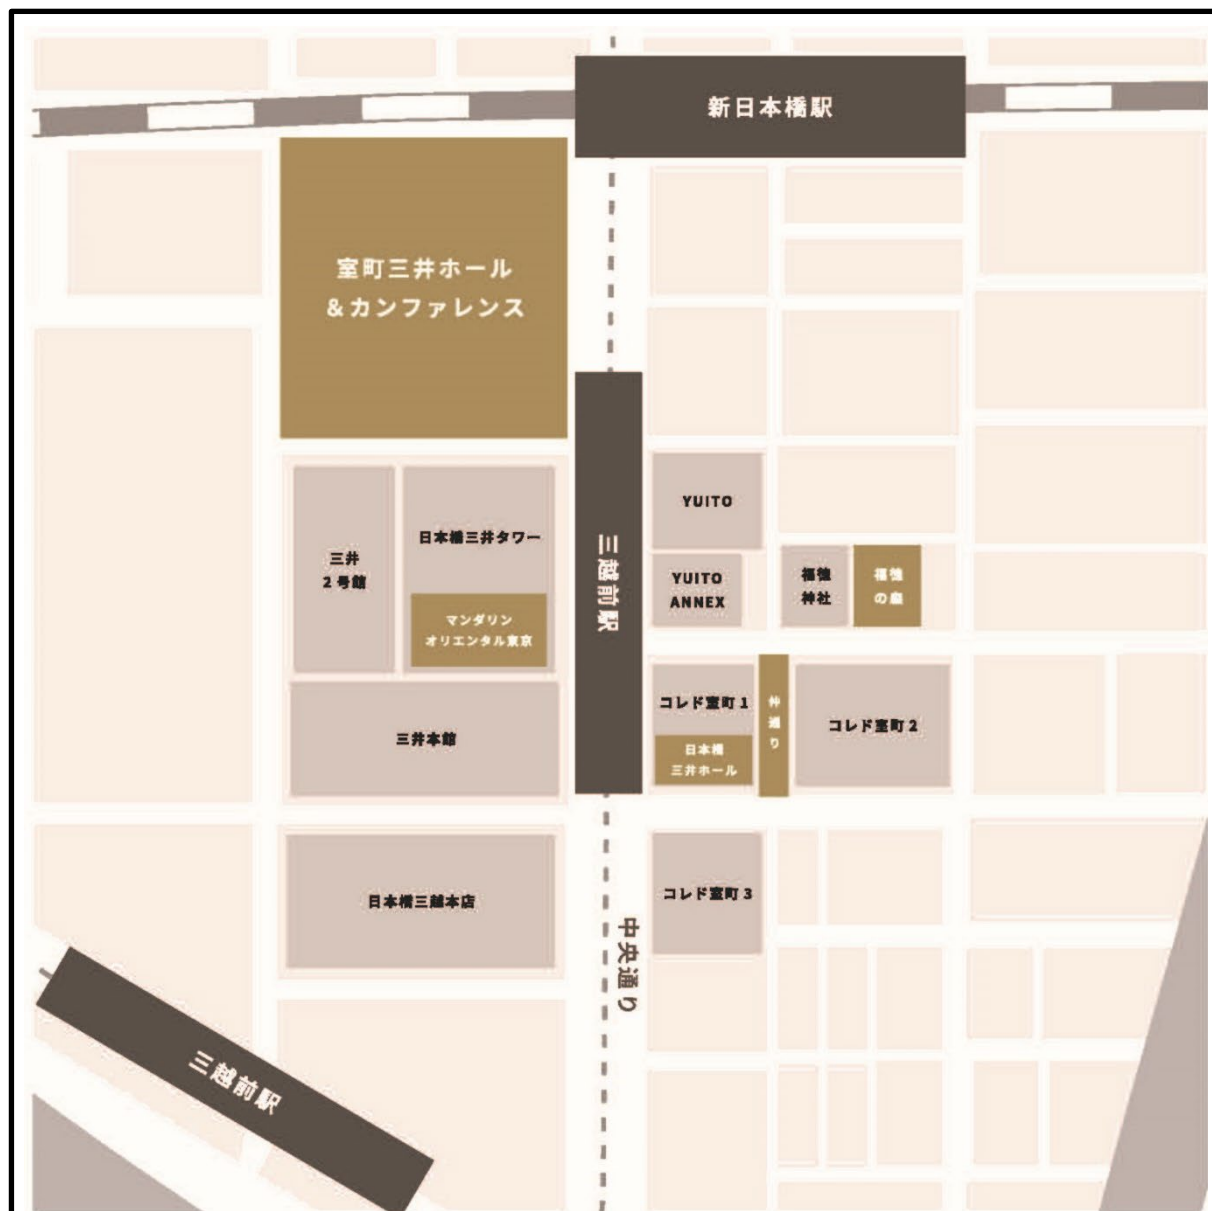 新日本橋駅
室町三井ホール
&カンファレンス
三越前駅
YUITO
日本橋三井タワー
三井
2号館
YUITO
ANNEX
福徳
神社
福徳
の森
マンダリン
オリエンタル東京
コレド室町1
仲通り
コレド室町2
三井本館
日本橋
三井ホール
コレド室町3
日本橋三越本店
中央通り
三越前駅